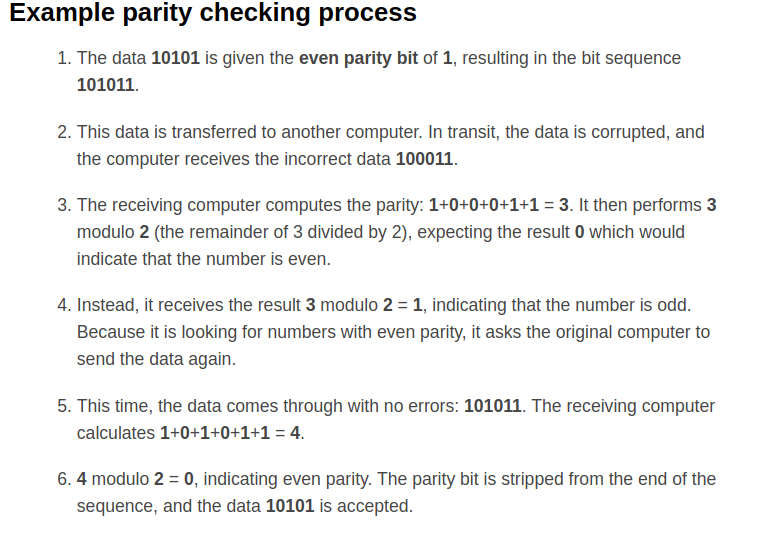 Example parity checking process
1. The data 10101 is given the even parity bit of 1, resulting in the bit sequence
101011.
2. This data is transferred to another computer. In transit, the data is corrupted, and
the computer receives the incorrect data 100011.
3. The receiving computer computes the parity: 1+0+0+0+1+1 = 3. It then performs 3
modulo 2 (the remainder of 3 divided by 2), expecting the result 0 which would
indicate that the number is even.
4. Instead, it receives the result 3 modulo 2 = 1, indicating that the number is odd.
Because it is looking for numbers with even parity, it asks the original computer to
send the data again.
5. This time, the data comes through with no errors: 101011. The receiving computer
calculates 1+0+1+0+1+1 = 4.
6. 4 modulo 2 = 0, indicating even parity. The parity bit is stripped from the end of the
sequence, and the data 10101 is accepted.